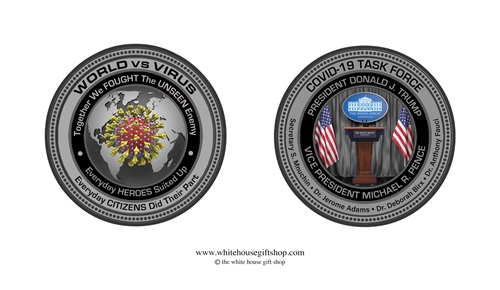 WORLD vs VIRUS
Together We FOUGHT The UNSEEN Enemy
Everyday HEROES Suited Up
Everyday CITIZENS Did Their Part
COVID-19 TASK FORCE
PRESIDENT DONALD J. TRUMP
VICE PRESIDENT MICHAEL R. PENCE
Secretary S. Mnuchin • Dr. Jerome Adams • Dr. Deborah Birx • Dr. Anthony Fauci
www.whitehousegiftshop.com
© the white house gift shop